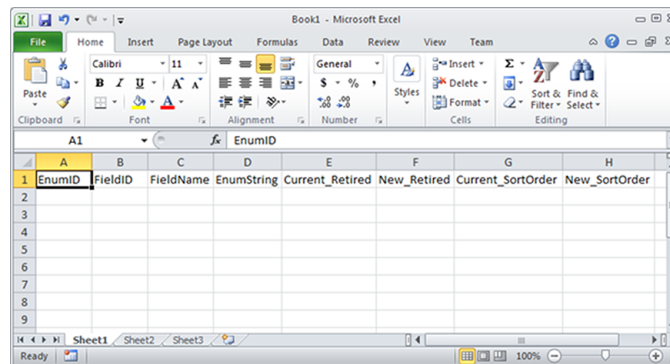 Book1 - Microsoft Excel
File Home Insert Page Layout Formulas Data Review View Team
Paste
Calibri 11
B I U A A
A
General
$ % ,
.00 .0
Styles
Insert
Delete
Format
Σ
Sort & Filter
Find & Select
Clipboard Font Alignment Number Cells Editing
A1 fx EnumID
A B C D E F G H
1 EnumID FieldID FieldName EnumString Current_Retired New_Retired Current_SortOrder New_SortOrder
2
3
4
5
6
7
8
9
Sheet1 Sheet2 Sheet3
Ready 100%